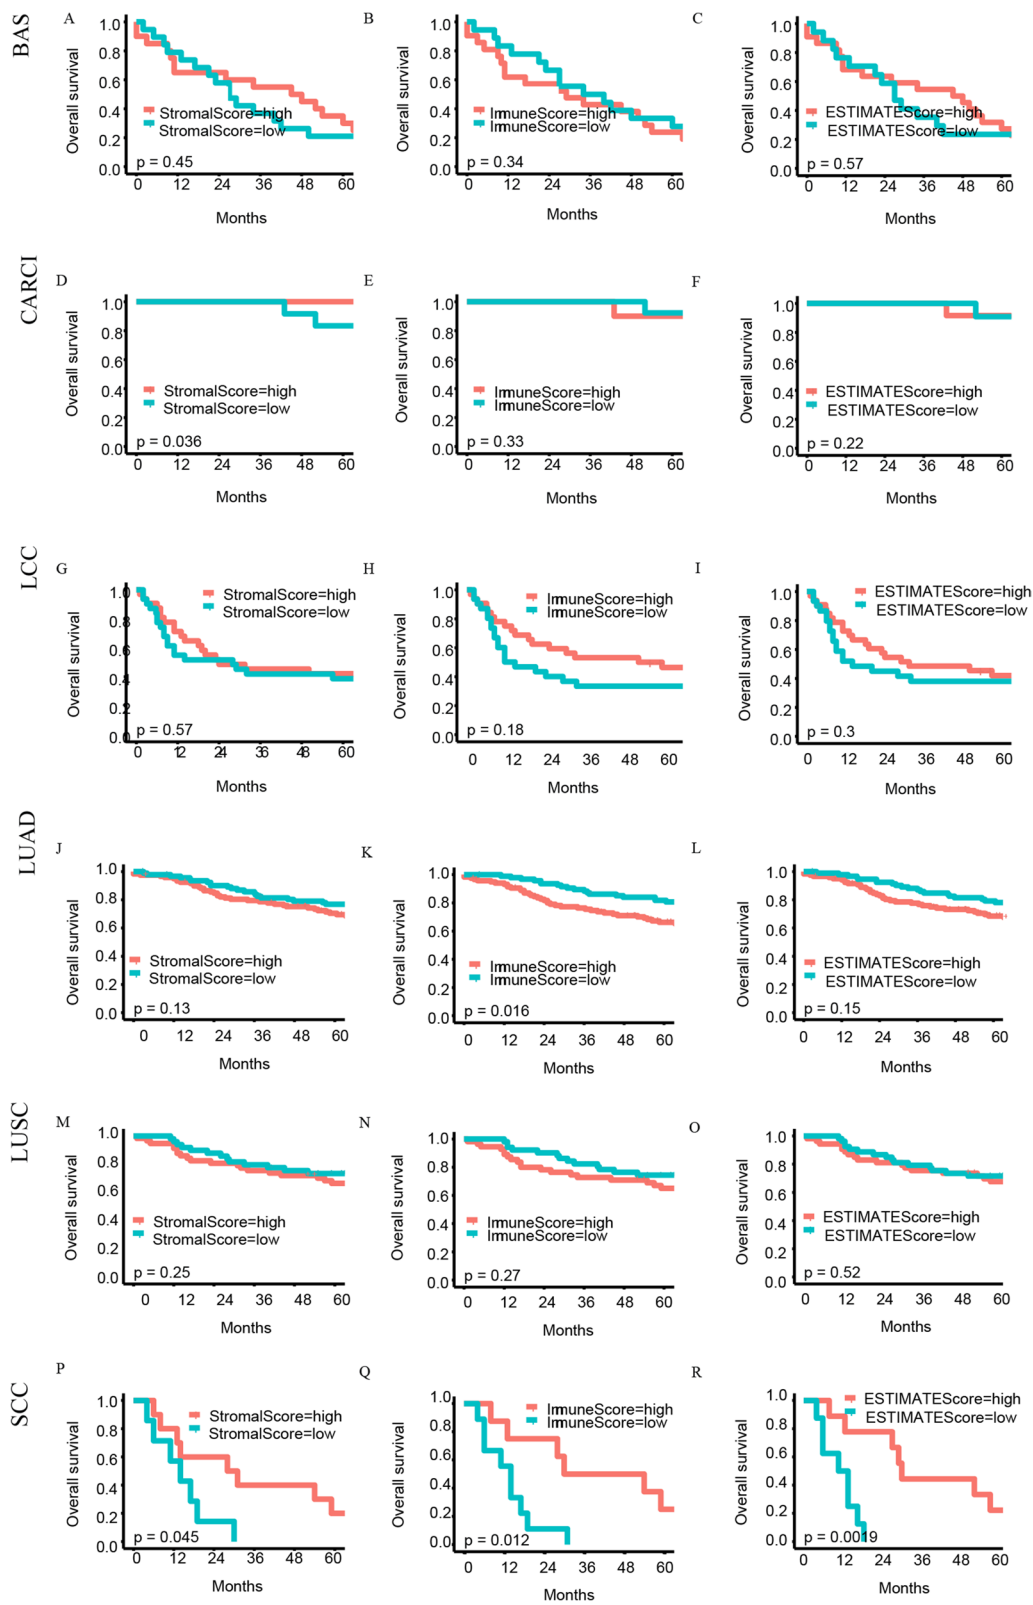 BAS
A
Overall survival
1.0
0.8
0.6
0.4
0.2
0.0
StromalScore=high
StromalScore=low
p = 0.45
0 12 24 36 48 60
Months
B
Overall survival
1.0
0.8
0.6
0.4
0.2
0.0
ImmuneScore=high
ImmuneScore=low
p = 0.34
0 12 24 36 48 60
Months
C
Overall survival
1.0
0.8
0.6
0.4
0.2
0.0
ESTIMATEScore=high
ESTIMATEScore=low
p = 0.57
0 12 24 36 48 60
Months
CARCI
D
Overall survival
1.0
0.8
0.6
0.4
0.2
0.0
StromalScore=high
StromalScore=low
p = 0.036
0 12 24 36 48 60
Months
E
Overall survival
1.0
0.8
0.6
0.4
0.2
0.0
ImmuneScore=high
ImmuneScore=low
p = 0.33
0 12 24 36 48 60
Months
F
Overall survival
1.0
0.8
0.6
0.4
0.2
0.0
ESTIMATEScore=high
ESTIMATEScore=low
p = 0.22
0 12 24 36 48 60
Months
LCC
G
Overall survival
1.0
0.8
0.6
0.4
0.2
0.0
StromalScore=high
StromalScore=low
p = 0.57
0 12 24 36 48 60
Months
H
Overall survival
1.0
0.8
0.6
0.4
0.2
0.0
ImmuneScore=high
ImmuneScore=low
p = 0.18
0 12 24 36 48 60
Months
I
Overall survival
1.0
0.8
0.6
0.4
0.2
0.0
ESTIMATEScore=high
ESTIMATEScore=low
p = 0.3
0 12 24 36 48 60
Months
LUAD
J
Overall survival
1.0
0.8
0.6
0.4
0.2
0.0
StromalScore=high
StromalScore=low
p = 0.13
0 12 24 36 48 60
Months
K
Overall survival
1.0
0.8
0.6
0.4
0.2
0.0
ImmuneScore=high
ImmuneScore=low
p = 0.016
0 12 24 36 48 60
Months
L
Overall survival
1.0
0.8
0.6
0.4
0.2
0.0
ESTIMATEScore=high
ESTIMATEScore=low
p = 0.15
0 12 24 36 48 60
Months
LUSC
M
Overall survival
1.0
0.8
0.6
0.4
0.2
0.0
StromalScore=high
StromalScore=low
p = 0.25
0 12 24 36 48 60
Months
N
Overall survival
1.0
0.8
0.6
0.4
0.2
0.0
ImmuneScore=high
ImmuneScore=low
p = 0.27
0 12 24 36 48 60
Months
O
Overall survival
1.0
0.8
0.6
0.4
0.2
0.0
ESTIMATEScore=high
ESTIMATEScore=low
p = 0.52
0 12 24 36 48 60
Months
SCC
P
Overall survival
1.0
0.8
0.6
0.4
0.2
0.0
StromalScore=high
StromalScore=low
p = 0.045
0 12 24 36 48 60
Months
Q
Overall survival
1.0
0.8
0.6
0.4
0.2
0.0
ImmuneScore=high
ImmuneScore=low
p = 0.012
0 12 24 36 48 60
Months
R
Overall survival
1.0
0.8
0.6
0.4
0.2
0.0
ESTIMATEScore=high
ESTIMATEScore=low
p = 0.0019
0 12 24 36 48 60
Months